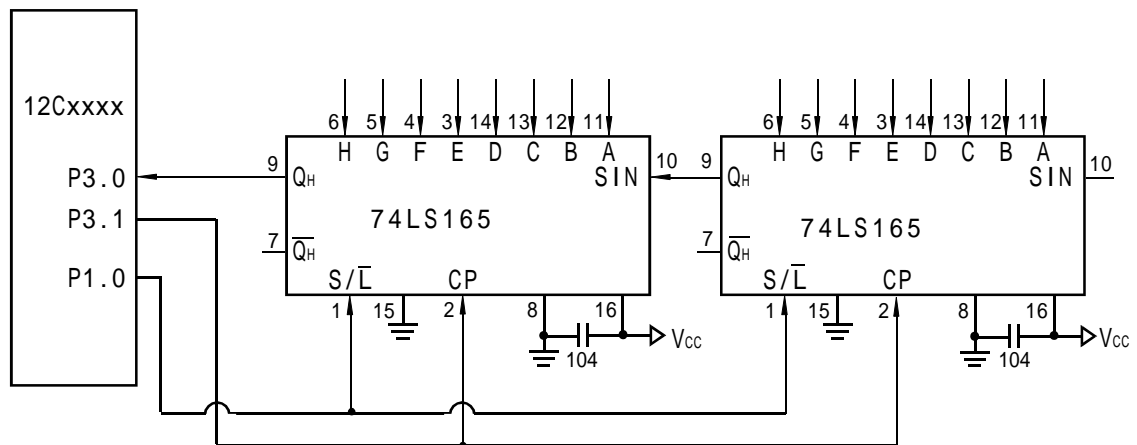 12Cxxxx
P3.0
P3.1
P1.0
6 5 4 3 14 13 12 11
H G F E D C B A
9 QH SIN 10
74LS165
7 Q̅H
S/L̅ CP
1 15 2 8 16
104
VCC
6 5 4 3 14 13 12 11
H G F E D C B A
9 QH SIN 10
74LS165
7 Q̅H
S/L̅ CP
1 15 2 8 16
104
VCC